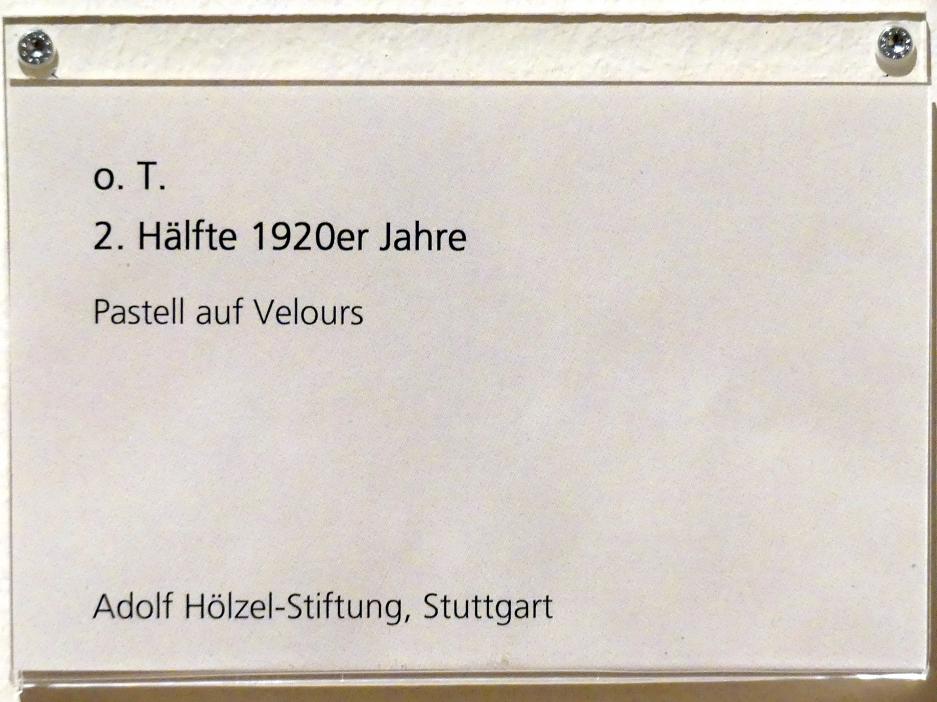 o. T.
2. Hälfte 1920er Jahre
Pastell auf Velours
Adolf Hölzel-Stiftung, Stuttgart